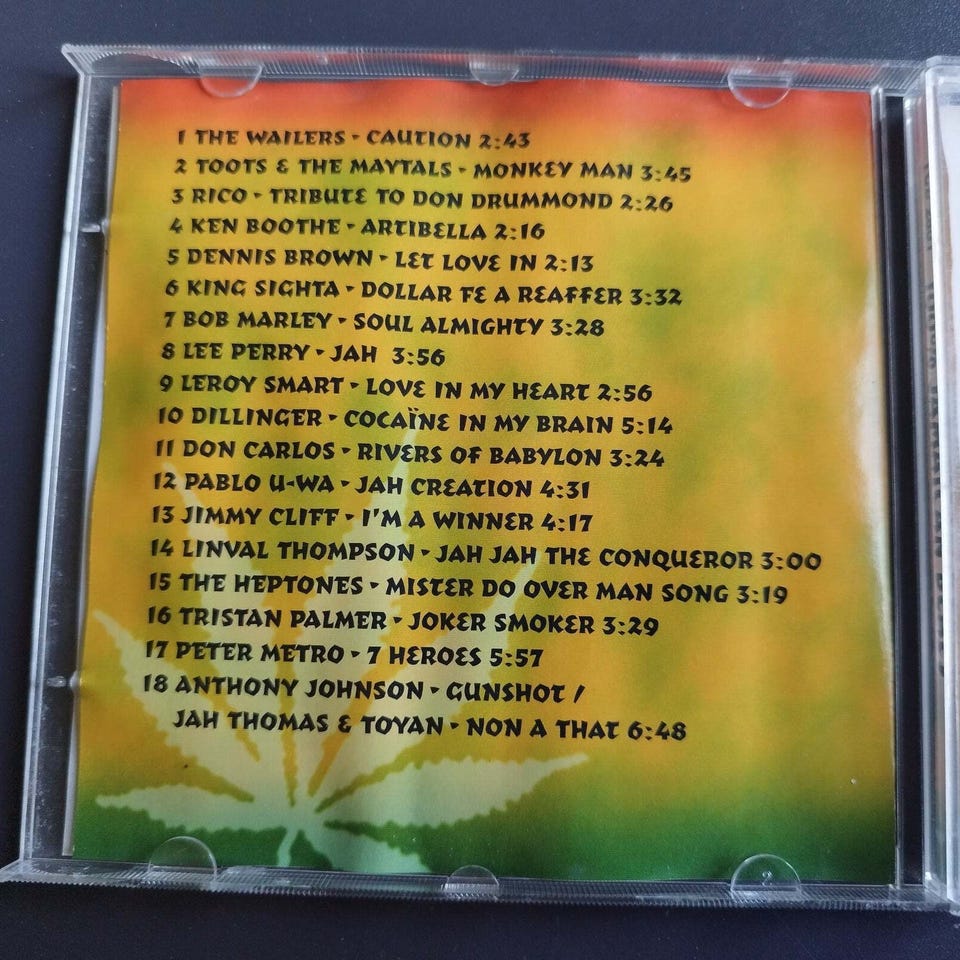 1 THE WAILERS - CAUTION 2:43
2 TOOTS & THE MAYTALS - MONKEY MAN 3:45
3 RICO - TRIBUTE TO DON DRUMMOND 2:26
4 KEN BOOTHE - ARTIBELLA 2:16
5 DENNIS BROWN - LET LOVE IN 2:13
6 KING SIGHTA - DOLLAR FE A REAFFER 3:32
7 BOB MARLEY - SOUL ALMIGHTY 3:28
8 LEE PERRY - JAH 3:56
9 LEROY SMART - LOVE IN MY HEART 2:56
10 DILLINGER - COCAÏNE IN MY BRAIN 5:14
11 DON CARLOS - RIVERS OF BABYLON 3:24
12 PABLO U-WA - JAH CREATION 4:31
13 JIMMY CLIFF - I'M A WINNER 4:17
14 LINVAL THOMPSON - JAH JAH THE CONQUEROR 3:00
15 THE HEPTONES - MISTER DO OVER MAN SONG 3:19
16 TRISTAN PALMER - JOKER SMOKER 3:29
17 PETER METRO - 7 HEROES 5:57
18 ANTHONY JOHNSON - GUNSHOT /
JAH THOMAS & TOYAN - NON A THAT 6:48